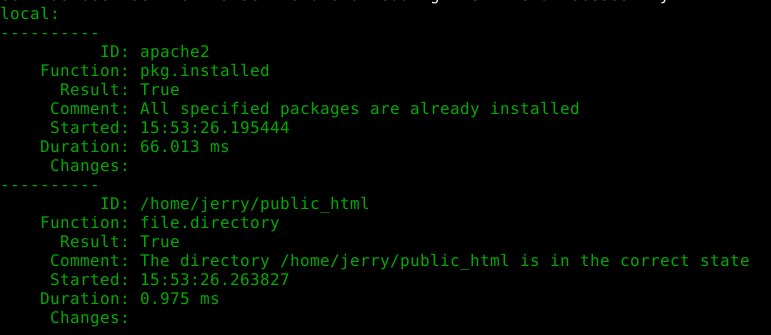 local:
----------
          ID: apache2
    Function: pkg.installed
      Result: True
     Comment: All specified packages are already installed
     Started: 15:53:26.195444
    Duration: 66.013 ms
     Changes:
----------
          ID: /home/jerry/public_html
    Function: file.directory
      Result: True
     Comment: The directory /home/jerry/public_html is in the correct state
     Started: 15:53:26.263827
    Duration: 0.975 ms
     Changes: